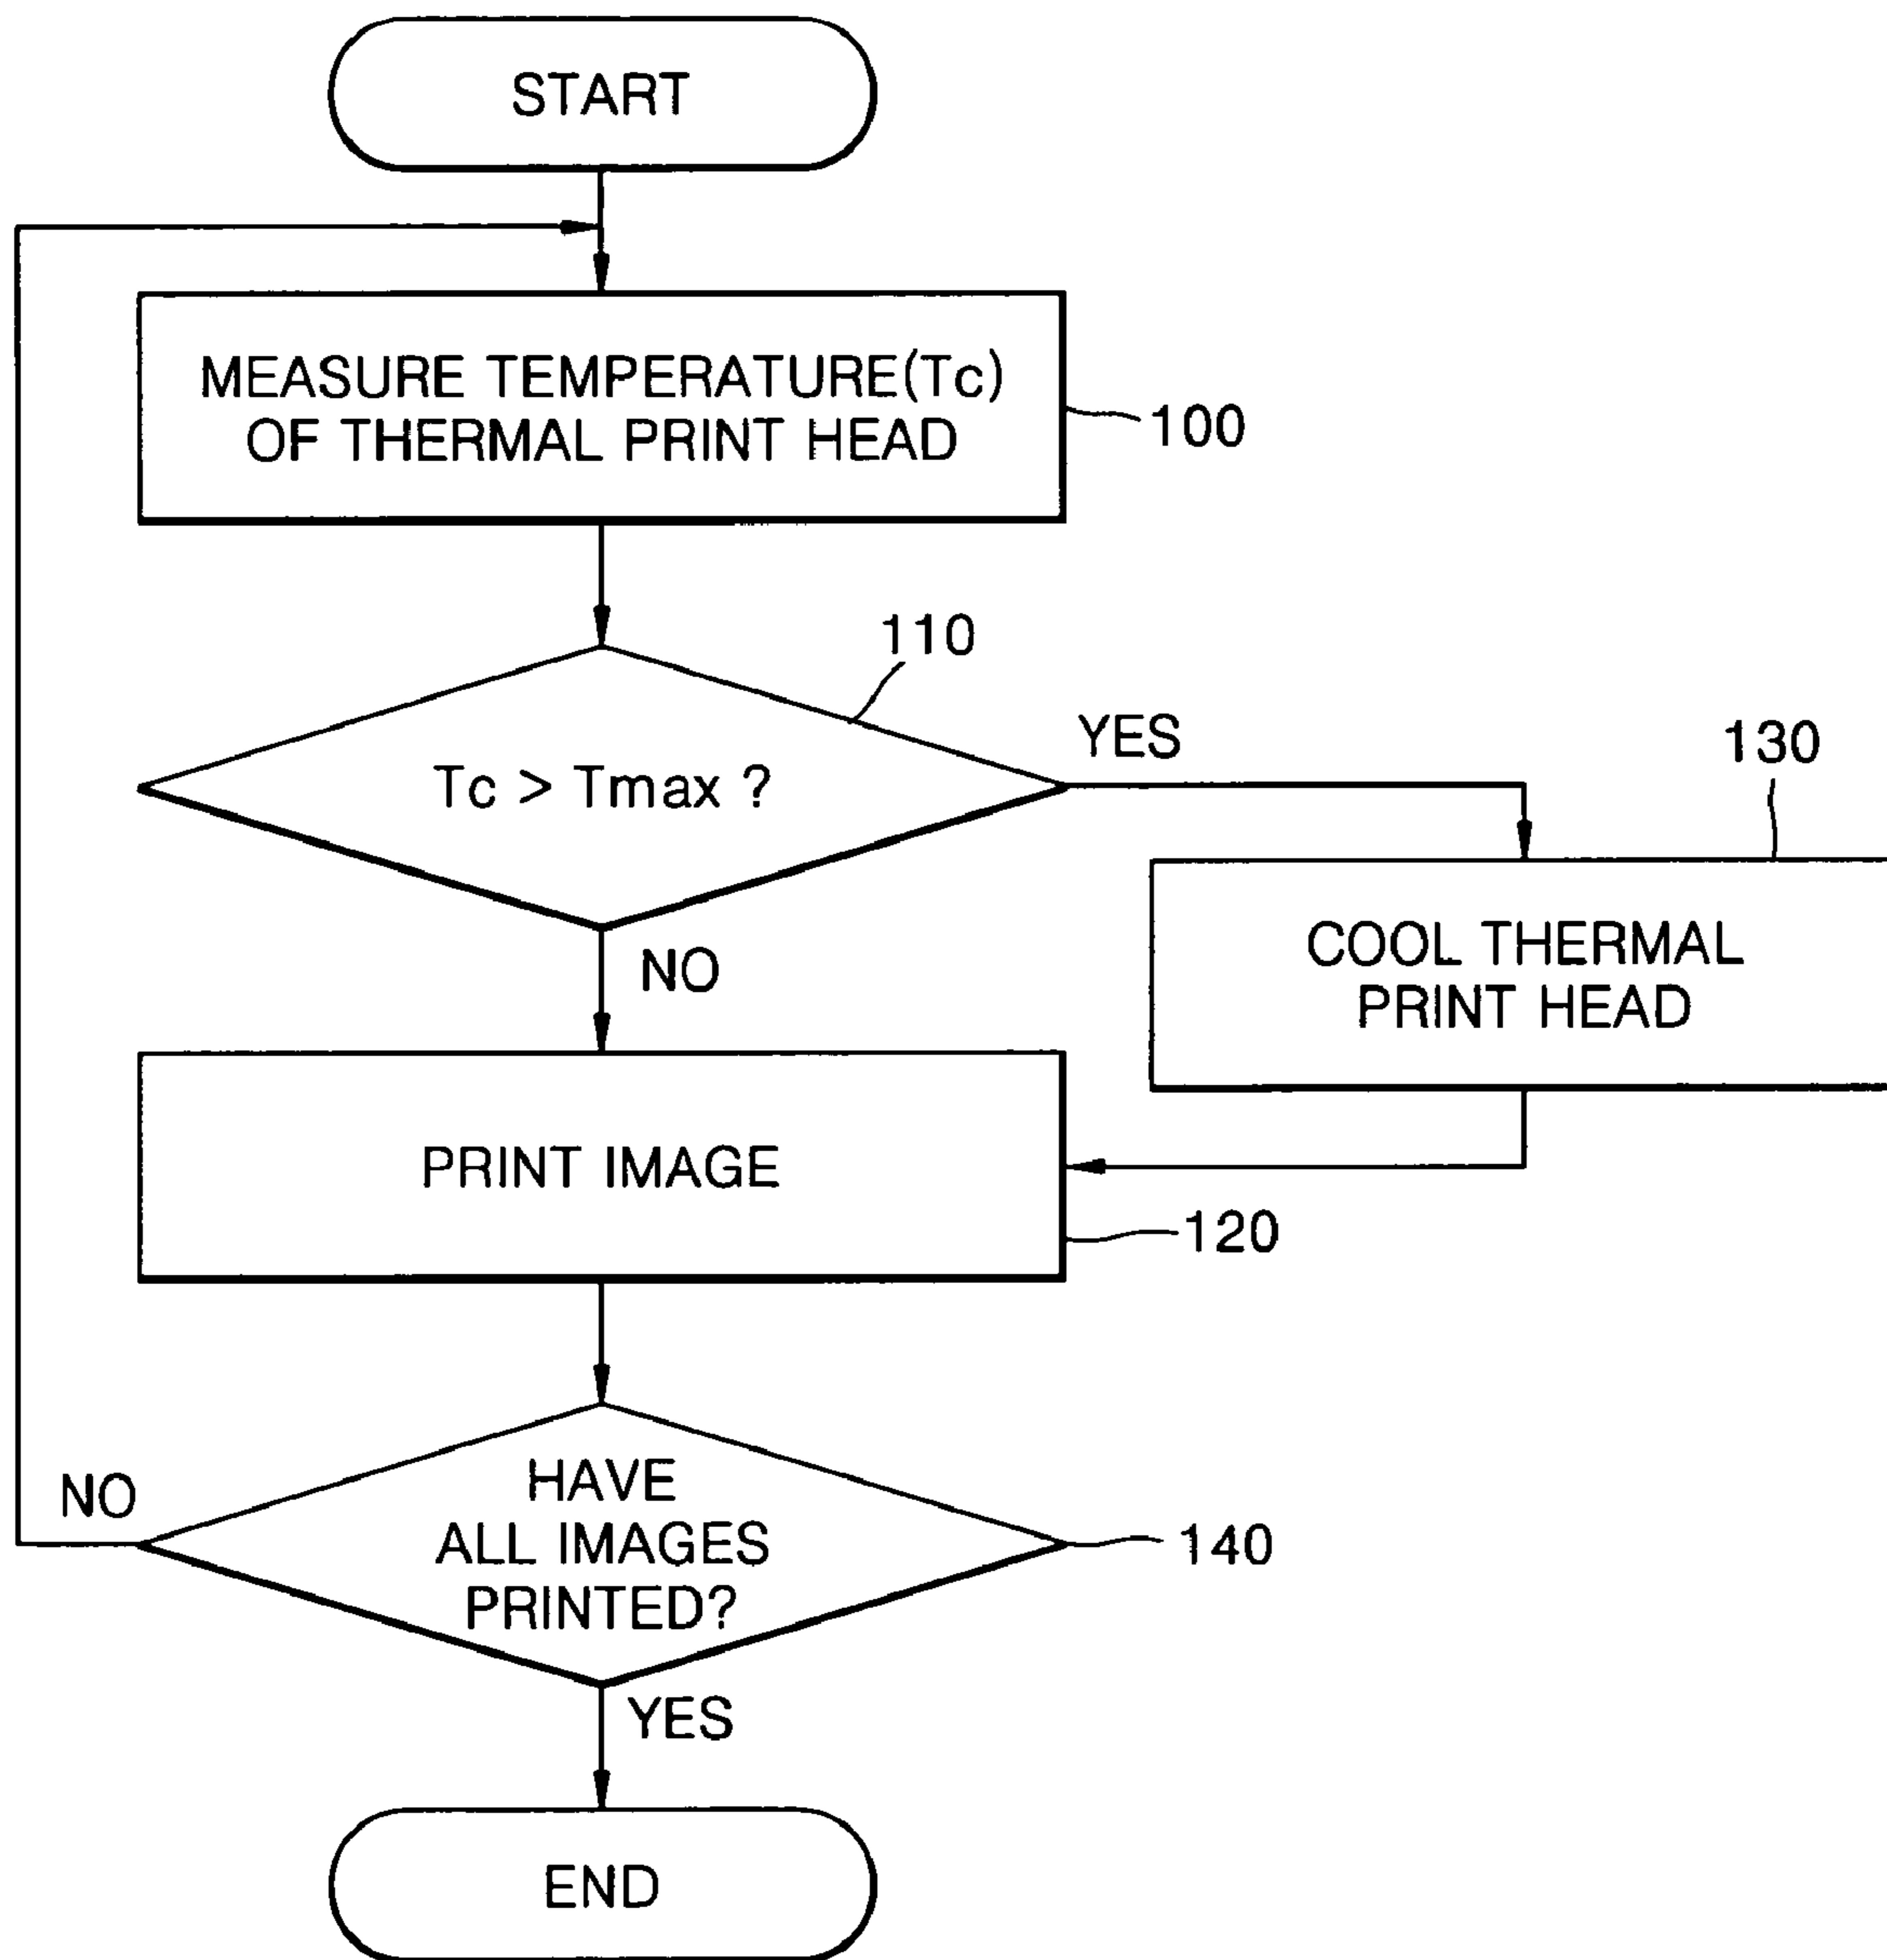 START
MEASURE TEMPERATURE(Tc)
OF THERMAL PRINT HEAD
100
110
Tc > Tmax ?
YES
130
COOL THERMAL
PRINT HEAD
NO
PRINT IMAGE
120
HAVE
ALL IMAGES
PRINTED?
NO
140
YES
END